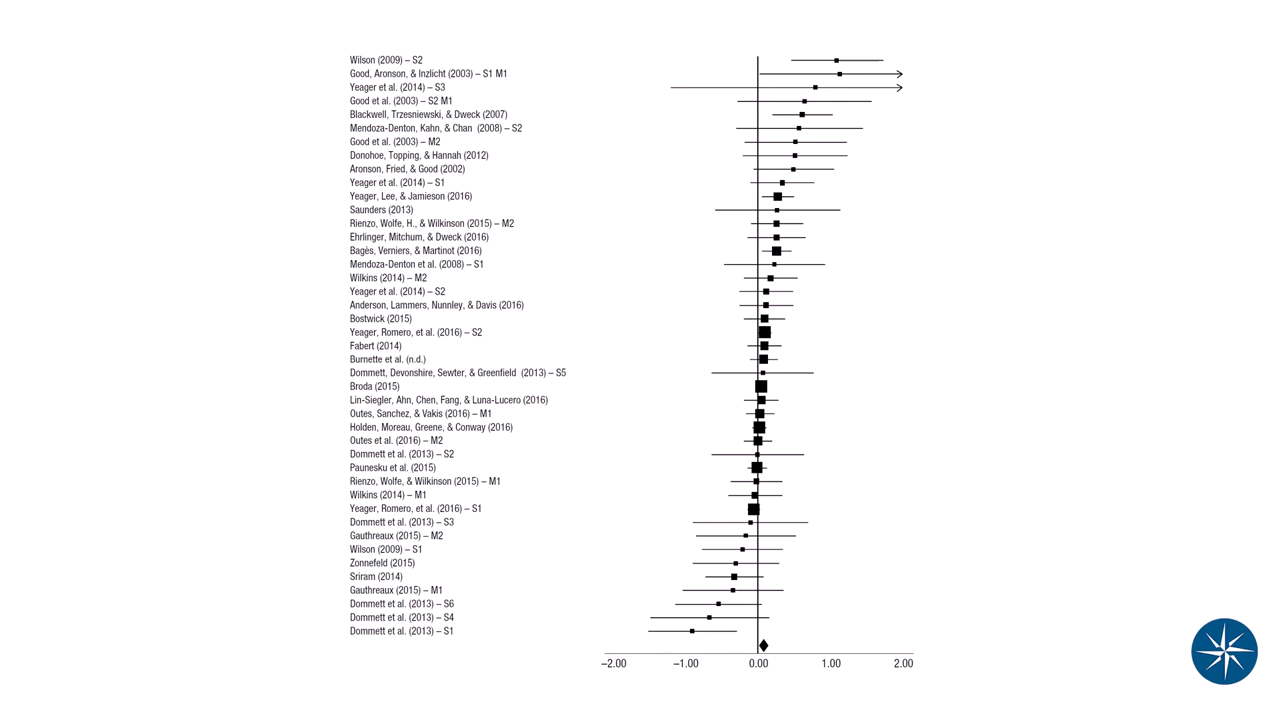 Wilson (2009) – S2
Good, Aronson, & Inzlicht (2003) – S1 M1
Yeager et al. (2014) – S3
Good et al. (2003) – S2 M1
Blackwell, Trzesniewski, & Dweck (2007)
Mendoza-Denton, Kahn, & Chan (2008) – S2
Good et al. (2003) – M2
Donohoe, Topping, & Hannah (2012)
Aronson, Fried, & Good (2002)
Yeager et al. (2014) – S1
Yeager, Lee, & Jamieson (2016)
Saunders (2013)
Rienzo, Wolfe, H., & Wilkinson (2015) – M2
Ehrlinger, Mitchum, & Dweck (2016)
Bagès, Verniers, & Martinot (2016)
Mendoza-Denton et al. (2008) – S1
Wilkins (2014) – M2
Yeager et al. (2014) – S2
Anderson, Lammers, Nunnley, & Davis (2016)
Bostwick (2015)
Yeager, Romero, et al. (2016) – S2
Fabert (2014)
Burnette et al. (n.d.)
Dommett, Devonshire, Sewter, & Greenfield (2013) – S5
Broda (2015)
Lin-Siegler, Ahn, Chen, Fang, & Luna-Lucero (2016)
Outes, Sanchez, & Vakis (2016) – M1
Holden, Moreau, Greene, & Conway (2016)
Outes et al. (2016) – M2
Dommett et al. (2013) – S2
Paunesku et al. (2015)
Rienzo, Wolfe, & Wilkinson (2015) – M1
Wilkins (2014) – M1
Yeager, Romero, et al. (2016) – S1
Dommett et al. (2013) – S3
Gauthreaux (2015) – M2
Wilson (2009) – S1
Zonnefeld (2015)
Sriram (2014)
Gauthreaux (2015) – M1
Dommett et al. (2013) – S6
Dommett et al. (2013) – S4
Dommett et al. (2013) – S1
−2.00 −1.00 0.00 1.00 2.00